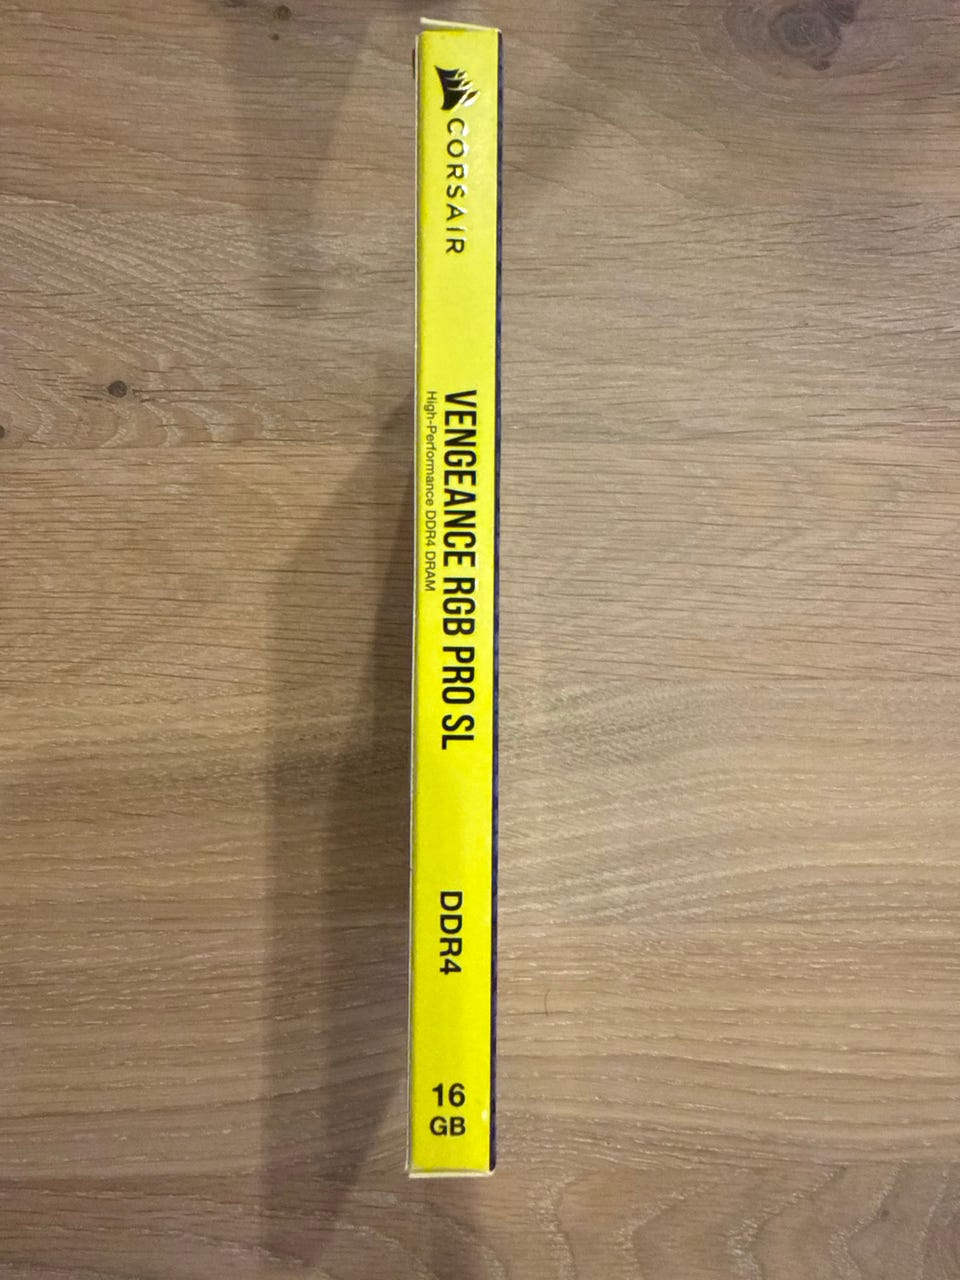 CORSAIR
VENGEANCE RGB PRO SL
High-Performance DDR4 DRAM
DDR4
16
GB